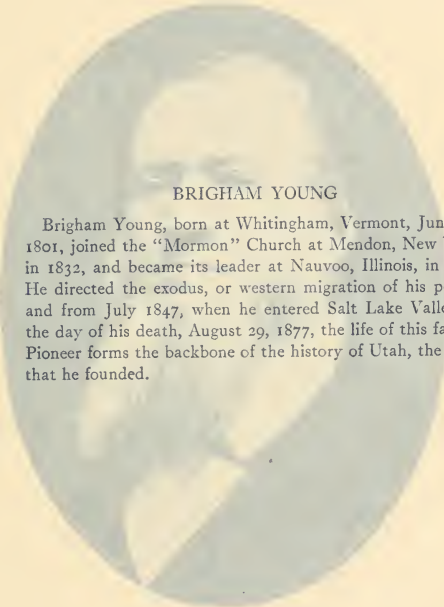 BRIGHAM YOUNG
Brigham Young, born at Whitingham, Vermont, Jun
1801, joined the “Mormon” Church at Mendon, New
in 1832, and became its leader at Nauvoo, Illinois, in
He directed the exodus, or western migration of his p
and from July 1847, when he entered Salt Lake Valle
the day of his death, August 29, 1877, the life of this fa
Pioneer forms the backbone of the history of Utah, the
that he founded.